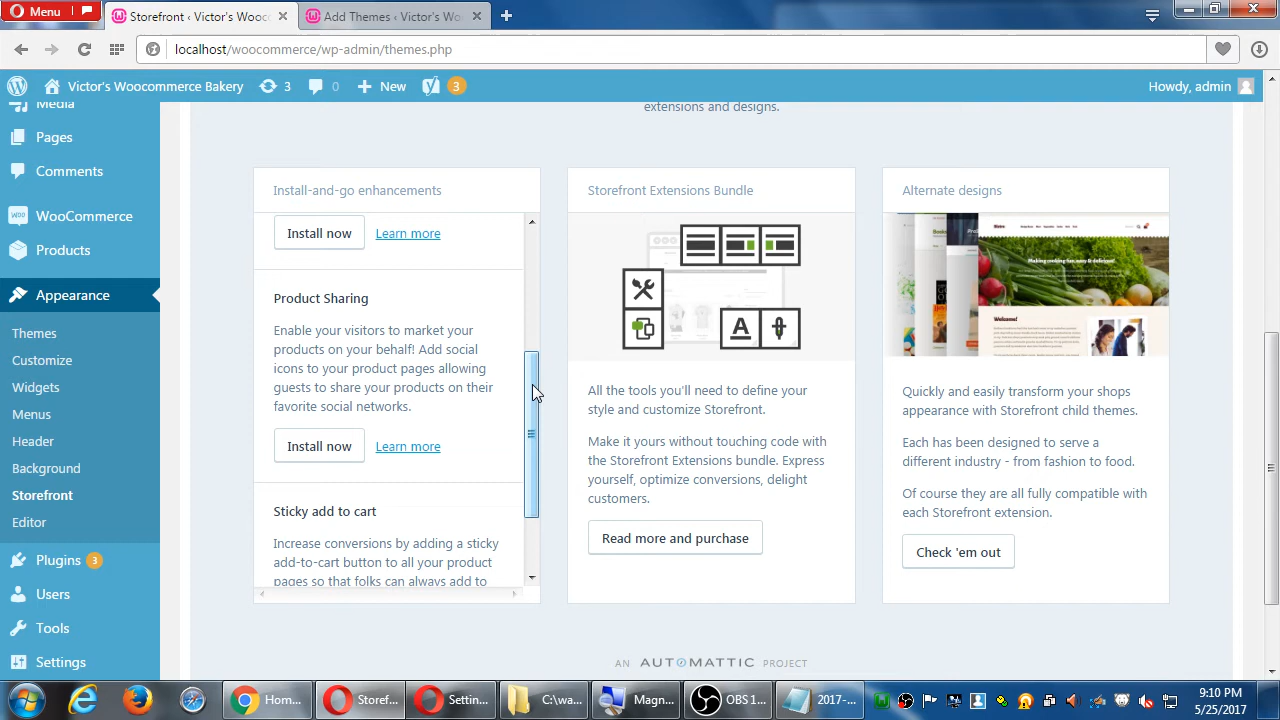 Menu
Storefront ‹ Victor's Wooco
Add Themes ‹ Victor's Wo
localhost/woocommerce/wp-admin/themes.php
Victor's Woocommerce Bakery
3
0
New
3
Howdy, admin
Media
Pages
Comments
WooCommerce
Products
Appearance
Themes
Customize
Widgets
Menus
Header
Background
Storefront
Editor
Plugins 3
Users
Tools
Settings
extensions and designs.
Install-and-go enhancements
Install now Learn more
Product Sharing
Enable your visitors to market your
products on your behalf! Add social
icons to your product pages allowing
guests to share your products on their
favorite social networks.
Install now Learn more
Sticky add to cart
Increase conversions by adding a sticky
add-to-cart button to all your product
pages so that folks can always add to
Storefront Extensions Bundle
All the tools you'll need to define your
style and customize Storefront.
Make it yours without touching code with
the Storefront Extensions bundle. Express
yourself, optimize conversions, delight
customers.
Read more and purchase
Alternate designs
Making cooking fun, easy & delicious!
Welcome!
Quickly and easily transform your shops
appearance with Storefront child themes.
Each has been designed to serve a
different industry - from fashion to food.
Of course they are all fully compatible with
each Storefront extension.
Check 'em out
AN AUTOMATTIC PROJECT
Hom...
Storef...
Settin...
C:\wa...
Magn...
OBS 1...
2017-...
9:10 PM
5/25/2017